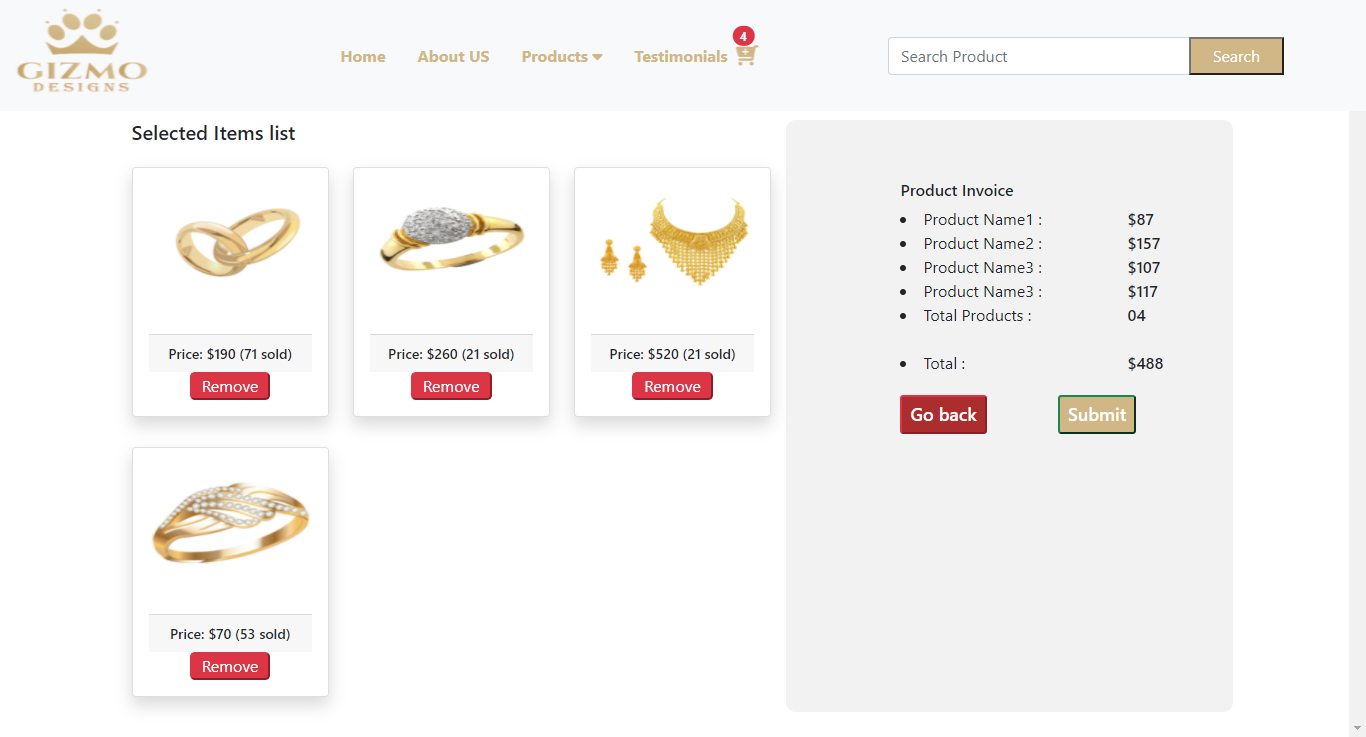 GIZMO
DESIGNS
Home About US Products Testimonials 4 Search Product Search
Selected Items list
Price: $190 (71 sold) Price: $260 (21 sold) Price: $520 (21 sold)
Remove Remove Remove
Price: $70 (53 sold)
Remove
Product Invoice
• Product Name1 : $87
• Product Name2 : $157
• Product Name3 : $107
• Product Name3 : $117
• Total Products : 04
• Total : $488
Go back Submit